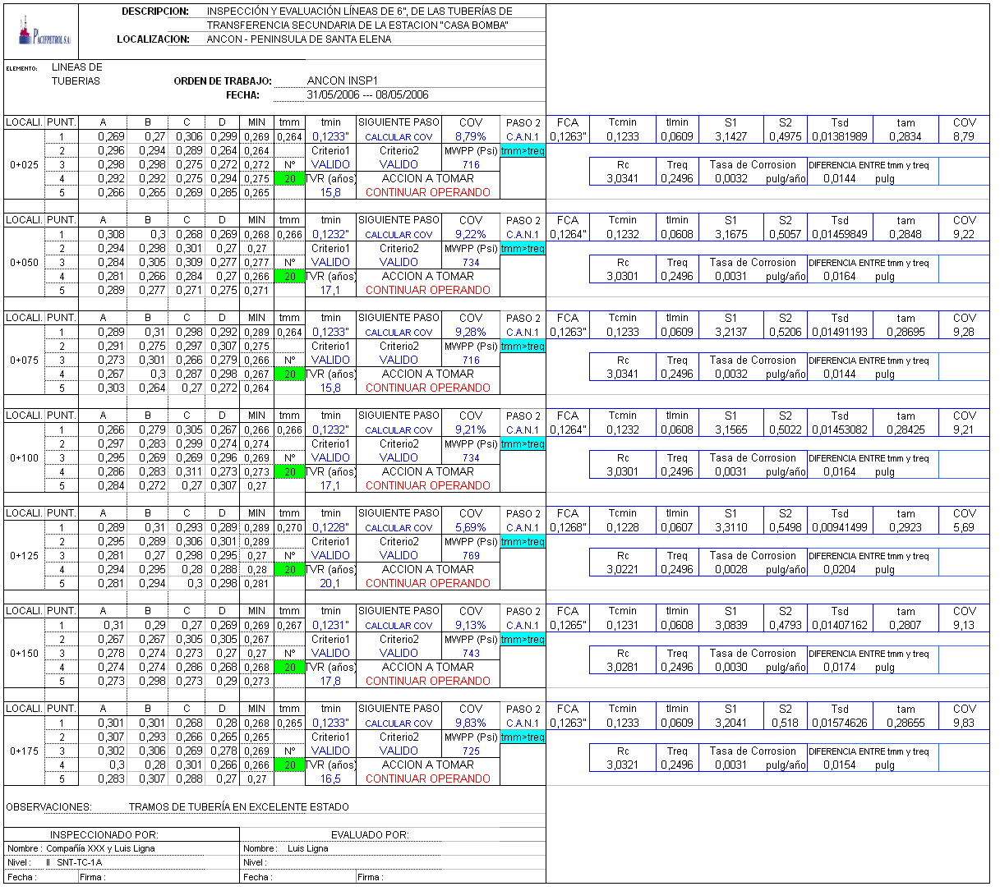 DESCRIPCION: INSPECCIÓN Y EVALUACIÓN LÍNEAS DE 6", DE LAS TUBERÍAS DE
TRANSFERENCIA SECUNDARIA DE LA ESTACION "CASA BOMBA"
PACIFPETROL S.A.
LOCALIZACION: ANCON - PENINSULA DE SANTA ELENA
ELEMENTO: LINEAS DE
TUBERIAS
ORDEN DE TRABAJO: ANCON INSP1
FECHA: 31/05/2006 --- 08/05/2006
LOCALI. PUNT. A B C D MIN tmm tmin SIGUIENTE PASO COV PASO 2 FCA Tcmin tlmin S1 S2 Tsd tam COV
1 0,269 0,27 0,306 0,299 0,269 0,264 0,1233" CALCULAR COV 8,79% C.A.N.1 0,1263" 0,1233 0,0609 3,1427 0,4975 0,01381989 0,2834 8,79
2 0,296 0,294 0,289 0,264 0,264 Criterio1 Criterio2 MWPP (Psi) tmm>treq
0+025 3 0,298 0,298 0,275 0,272 0,272 Nº VALIDO VALIDO 716 Rc Treq Tasa de Corrosion DIFERENCIA ENTRE tmm y treq
4 0,292 0,292 0,275 0,294 0,275 20 TVR (años) ACCION A TOMAR 3,0341 0,2496 0,0032 pulg/año 0,0144 pulg
5 0,266 0,265 0,269 0,285 0,265 15,8 CONTINUAR OPERANDO
LOCALI. PUNT. A B C D MIN tmm tmin SIGUIENTE PASO COV PASO 2 FCA Tcmin tlmin S1 S2 Tsd tam COV
1 0,308 0,3 0,268 0,269 0,268 0,266 0,1232" CALCULAR COV 9,22% C.A.N.1 0,1264" 0,1232 0,0608 3,1675 0,5057 0,01459849 0,2848 9,22
2 0,294 0,298 0,301 0,27 0,27 Criterio1 Criterio2 MWPP (Psi) tmm>treq
0+050 3 0,284 0,305 0,309 0,277 0,277 Nº VALIDO VALIDO 734 Rc Treq Tasa de Corrosion DIFERENCIA ENTRE tmm y treq
4 0,281 0,266 0,284 0,27 0,266 20 TVR (años) ACCION A TOMAR 3,0301 0,2496 0,0031 pulg/año 0,0164 pulg
5 0,289 0,277 0,271 0,275 0,271 17,1 CONTINUAR OPERANDO
LOCALI. PUNT. A B C D MIN tmm tmin SIGUIENTE PASO COV PASO 2 FCA Tcmin tlmin S1 S2 Tsd tam COV
1 0,289 0,31 0,298 0,292 0,289 0,264 0,1233" CALCULAR COV 9,28% C.A.N.1 0,1263" 0,1233 0,0609 3,2137 0,5206 0,01491193 0,28695 9,28
2 0,291 0,275 0,297 0,307 0,275 Criterio1 Criterio2 MWPP (Psi) tmm>treq
0+075 3 0,273 0,301 0,266 0,279 0,266 Nº VALIDO VALIDO 716 Rc Treq Tasa de Corrosion DIFERENCIA ENTRE tmm y treq
4 0,267 0,3 0,287 0,298 0,267 20 TVR (años) ACCION A TOMAR 3,0341 0,2496 0,0032 pulg/año 0,0144 pulg
5 0,303 0,264 0,27 0,272 0,264 15,8 CONTINUAR OPERANDO
LOCALI. PUNT. A B C D MIN tmm tmin SIGUIENTE PASO COV PASO 2 FCA Tcmin tlmin S1 S2 Tsd tam COV
1 0,266 0,279 0,305 0,267 0,266 0,266 0,1232" CALCULAR COV 9,21% C.A.N.1 0,1264" 0,1232 0,0608 3,1565 0,5022 0,01453082 0,28425 9,21
2 0,297 0,283 0,299 0,274 0,274 Criterio1 Criterio2 MWPP (Psi) tmm>treq
0+100 3 0,295 0,269 0,269 0,296 0,269 Nº VALIDO VALIDO 734 Rc Treq Tasa de Corrosion DIFERENCIA ENTRE tmm y treq
4 0,286 0,283 0,311 0,273 0,273 20 TVR (años) ACCION A TOMAR 3,0301 0,2496 0,0031 pulg/año 0,0164 pulg
5 0,284 0,272 0,27 0,307 0,27 17,1 CONTINUAR OPERANDO
LOCALI. PUNT. A B C D MIN tmm tmin SIGUIENTE PASO COV PASO 2 FCA Tcmin tlmin S1 S2 Tsd tam COV
1 0,289 0,31 0,293 0,289 0,289 0,270 0,1228" CALCULAR COV 5,69% C.A.N.1 0,1268" 0,1228 0,0607 3,3110 0,5498 0,00941499 0,2923 5,69
2 0,295 0,289 0,306 0,301 0,289 Criterio1 Criterio2 MWPP (Psi) tmm>treq
0+125 3 0,281 0,27 0,298 0,295 0,27 Nº VALIDO VALIDO 769 Rc Treq Tasa de Corrosion DIFERENCIA ENTRE tmm y treq
4 0,294 0,295 0,28 0,288 0,28 20 TVR (años) ACCION A TOMAR 3,0221 0,2496 0,0028 pulg/año 0,0204 pulg
5 0,281 0,294 0,3 0,298 0,281 20,1 CONTINUAR OPERANDO
LOCALI. PUNT. A B C D MIN tmm tmin SIGUIENTE PASO COV PASO 2 FCA Tcmin tlmin S1 S2 Tsd tam COV
1 0,31 0,29 0,27 0,269 0,269 0,267 0,1231" CALCULAR COV 9,13% C.A.N.1 0,1265" 0,1231 0,0608 3,0839 0,4793 0,01407162 0,2807 9,13
2 0,267 0,267 0,305 0,305 0,267 Criterio1 Criterio2 MWPP (Psi) tmm>treq
0+150 3 0,278 0,274 0,273 0,27 0,27 Nº VALIDO VALIDO 743 Rc Treq Tasa de Corrosion DIFERENCIA ENTRE tmm y treq
4 0,274 0,274 0,286 0,268 0,268 20 TVR (años) ACCION A TOMAR 3,0281 0,2496 0,0030 pulg/año 0,0174 pulg
5 0,273 0,298 0,273 0,29 0,273 17,8 CONTINUAR OPERANDO
LOCALI. PUNT. A B C D MIN tmm tmin SIGUIENTE PASO COV PASO 2 FCA Tcmin tlmin S1 S2 Tsd tam COV
1 0,301 0,301 0,268 0,28 0,268 0,265 0,1233" CALCULAR COV 9,83% C.A.N.1 0,1263" 0,1233 0,0609 3,2041 0,518 0,01574626 0,28655 9,83
2 0,307 0,293 0,266 0,265 0,265 Criterio1 Criterio2 MWPP (Psi) tmm>treq
0+175 3 0,302 0,306 0,269 0,278 0,269 Nº VALIDO VALIDO 725 Rc Treq Tasa de Corrosion DIFERENCIA ENTRE tmm y treq
4 0,3 0,28 0,301 0,266 0,266 20 TVR (años) ACCION A TOMAR 3,0321 0,2496 0,0031 pulg/año 0,0154 pulg
5 0,283 0,307 0,288 0,27 0,27 16,5 CONTINUAR OPERANDO
OBSERVACIONES: TRAMOS DE TUBERÍA EN EXCELENTE ESTADO
INSPECCIONADO POR: EVALUADO POR:
Nombre : Compañía XXX y Luis Ligna Nombre : Luis Ligna
Nivel : II SNT-TC-1A Nivel :
Fecha : Firma : Fecha : Firma :